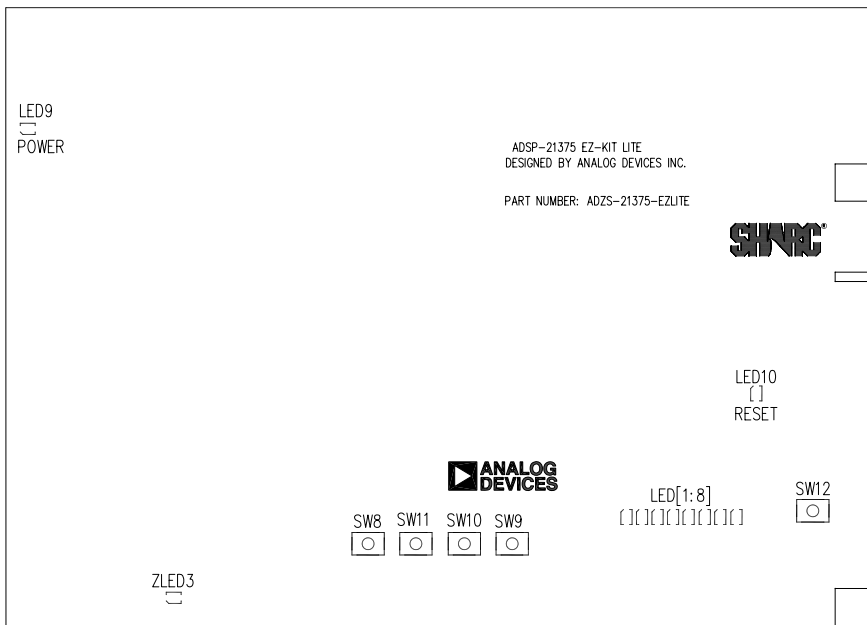 LED9
POWER
ADSP-21375 EZ-KIT LITE
DESIGNED BY ANALOG DEVICES INC.
PART NUMBER: ADZS-21375-EZLITE
SHARC®
LED10
RESET
ANALOG
DEVICES
LED[1:8]
SW12
SW8 SW11 SW10 SW9
ZLED3